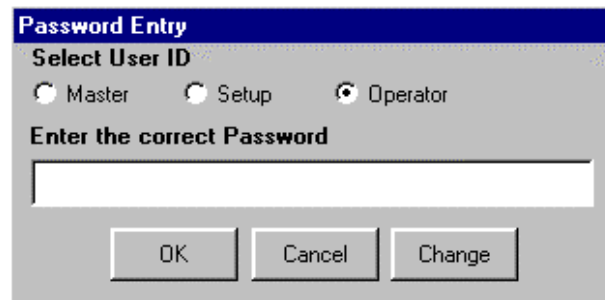 Password Entry
Select User ID
Master Setup Operator
Enter the correct Password
OK Cancel Change